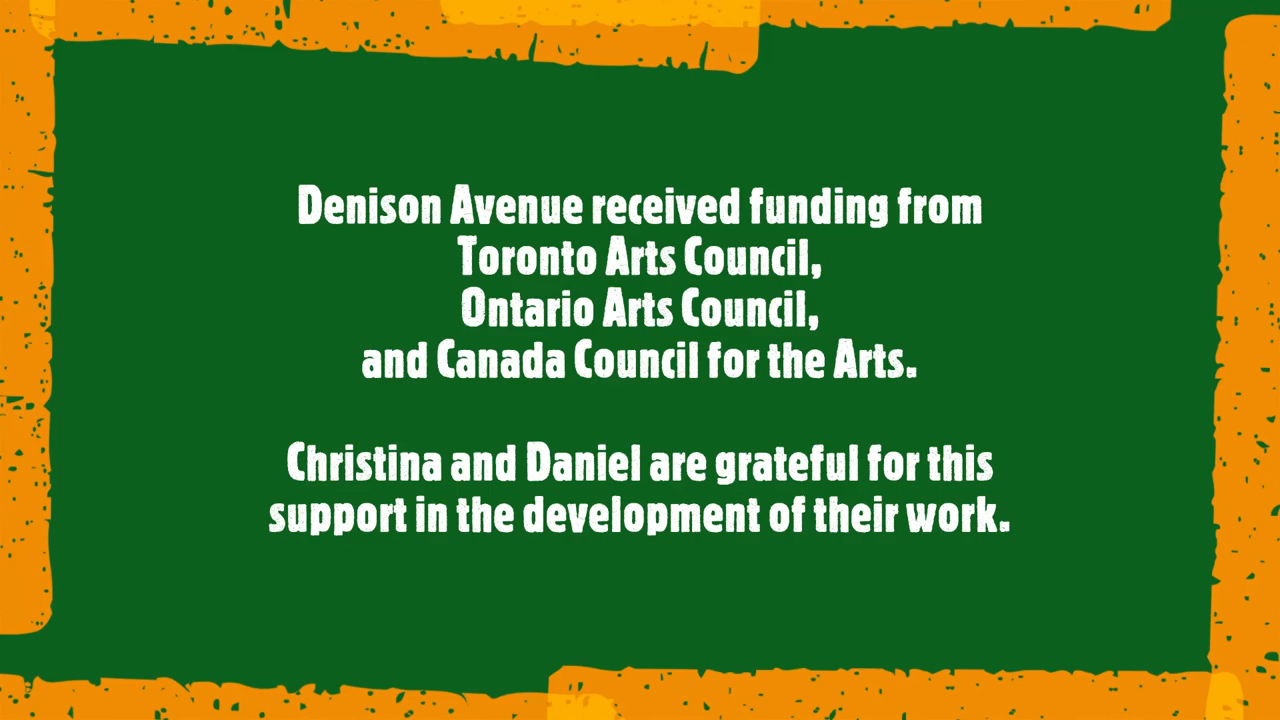 Denison Avenue received funding from
Toronto Arts Council,
Ontario Arts Council,
and Canada Council for the Arts.
Christina and Daniel are grateful for this
support in the development of their work.